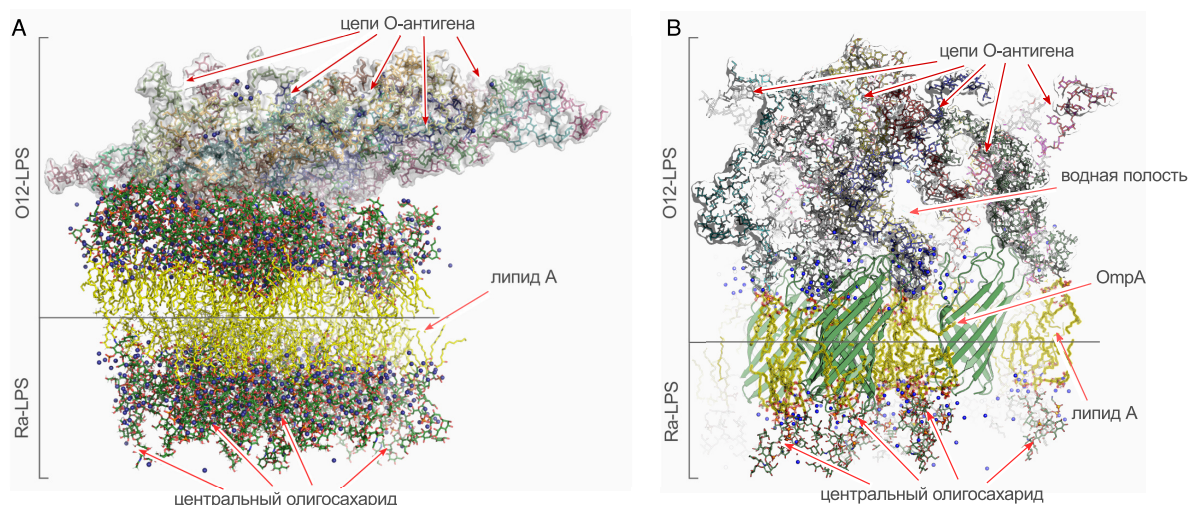 A
цепи О-антигена
O12-LPS
липид А
Ra-LPS
центральный олигосахарид
B
цепи О-антигена
O12-LPS
водная полость
OmpA
Ra-LPS
липид А
центральный олигосахарид